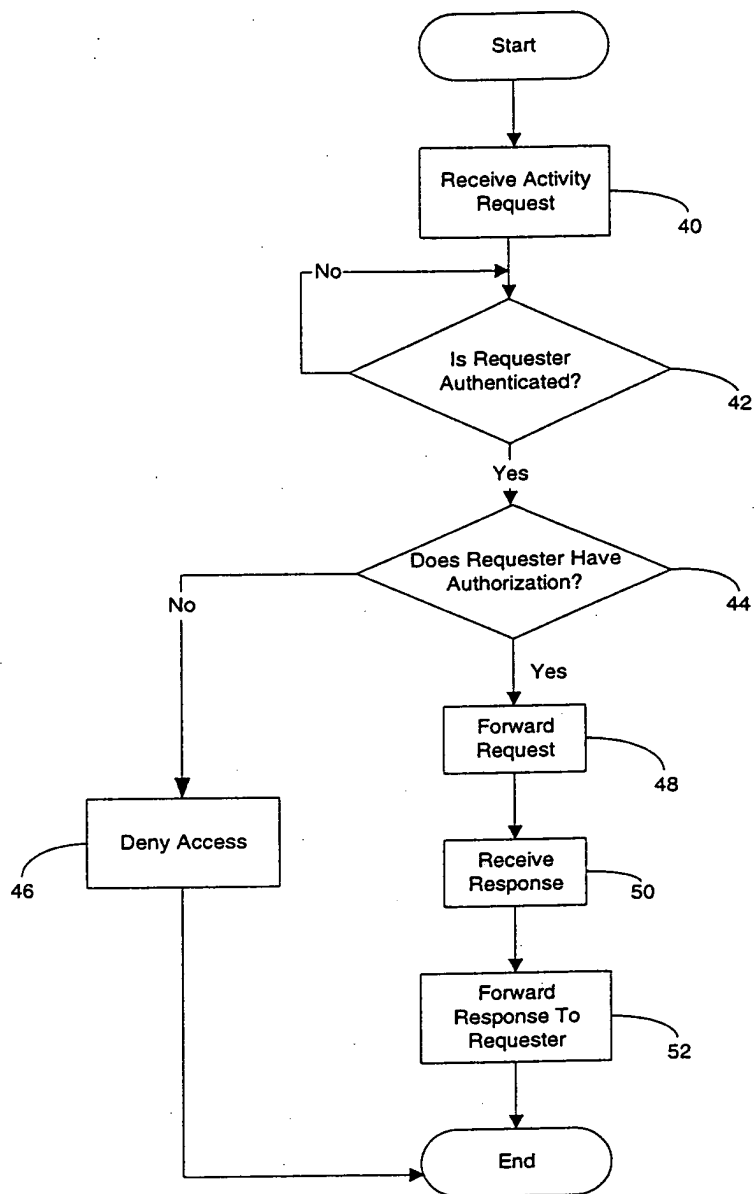 Start
Receive Activity
Request
40
No
Is Requester
Authenticated?
42
Yes
Does Requester Have
Authorization?
44
No
Yes
Forward
Request
48
Deny Access
46
Receive
Response
50
Forward
Response To
Requester
52
End